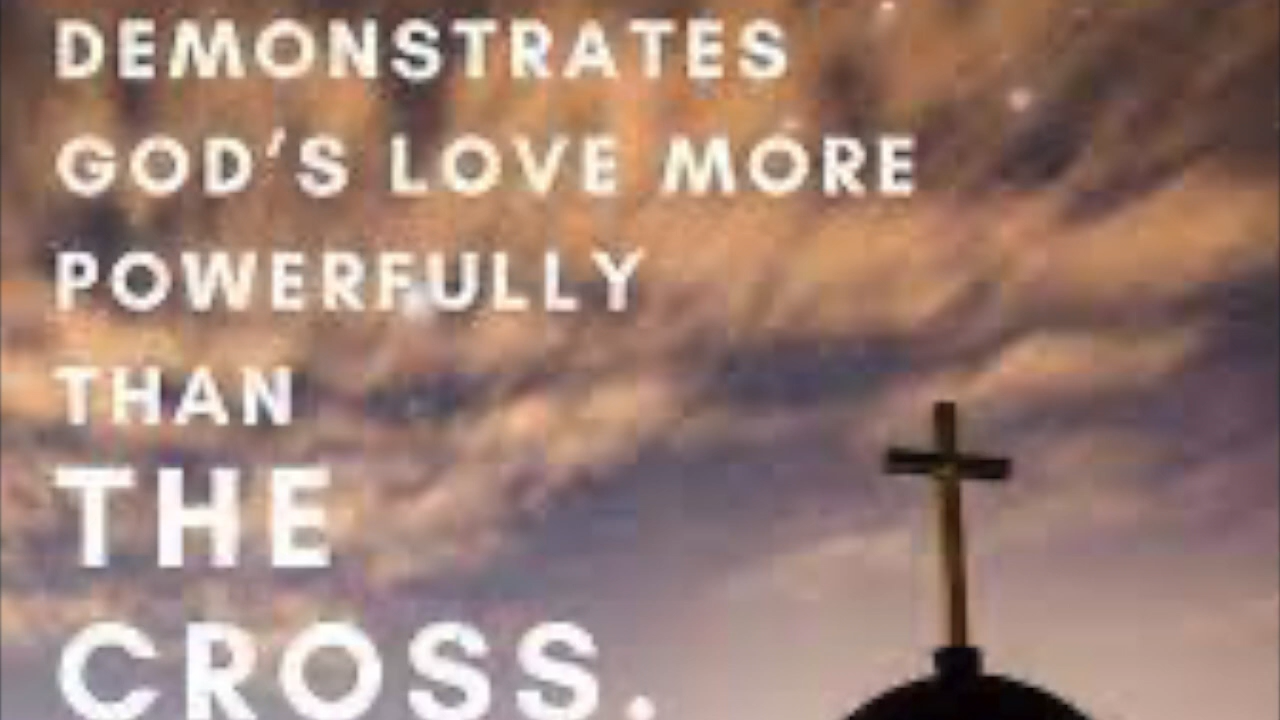 DEMONSTRATES
GOD'S LOVE MORE
POWERFULLY
THAN
THE
CROSS.